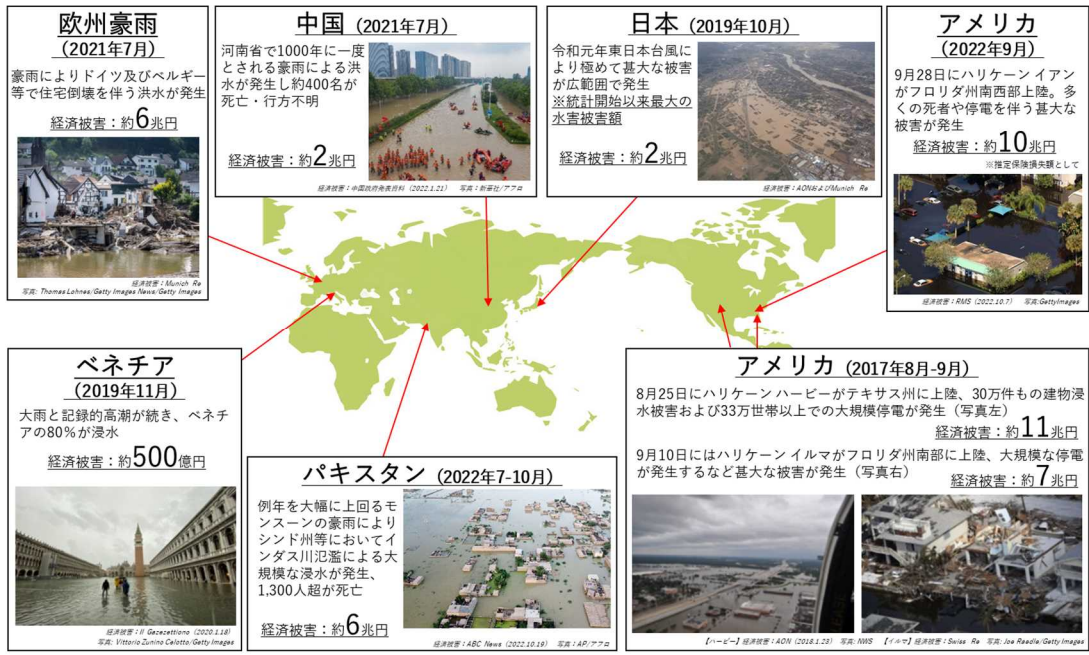 欧州豪雨
（2021年7月）
豪雨によりドイツ及びベルギー
等で住宅倒壊を伴う洪水が発生
経済被害：約6兆円
経済被害：Munich Re
写真: Thomas Lohnes/Getty Images News/Getty Images
中国（2021年7月）
河南省で1000年に一度
とされる豪雨による洪
水が発生し約400名が
死亡・行方不明
経済被害：約2兆円
経済被害：中国政府発表資料（2022.1.21） 写真：新華社/アフロ
日本（2019年10月）
令和元年東日本台風に
より極めて甚大な被害
が広範囲で発生
※統計開始以来最大の
水害被害額
経済被害：約2兆円
経済被害：AONおよびMunich Re
アメリカ
（2022年9月）
9月28日にハリケーン イアン
がフロリダ州南西部上陸。多
くの死者や停電を伴う甚大な
被害が発生
経済被害：約10兆円
※推定保険損失額として
経済被害：RMS（2022.10.7） 写真:GettyImages
ベネチア
（2019年11月）
大雨と記録的高潮が続き、ベネチ
アの80%が浸水
経済被害：約500億円
経済被害：Il Gazezettiono（2020.1.18）
写真: Vittorio Zunino Celotto/Getty Images
パキスタン（2022年7-10月）
例年を大幅に上回るモ
ンスーンの豪雨により
シンド州等においてイ
ンダス川氾濫による大
規模な浸水が発生、
1,300人超が死亡
経済被害：約6兆円
経済被害：ABC News（2022.10.19） 写真：AP/アフロ
アメリカ（2017年8月-9月）
8月25日にハリケーン ハービーがテキサス州に上陸、30万件もの建物浸
水被害および33万世帯以上での大規模停電が発生（写真左）
経済被害：約11兆円
9月10日にはハリケーン イルマがフロリダ州南部に上陸、大規模な停電
が発生するなど甚大な被害が発生（写真右）
経済被害：約7兆円
【ハービー】経済被害：AON（2018.1.23） 写真: NWS 【イルマ】経済被害：Swiss Re 写真: Joe Raedle/Getty Images